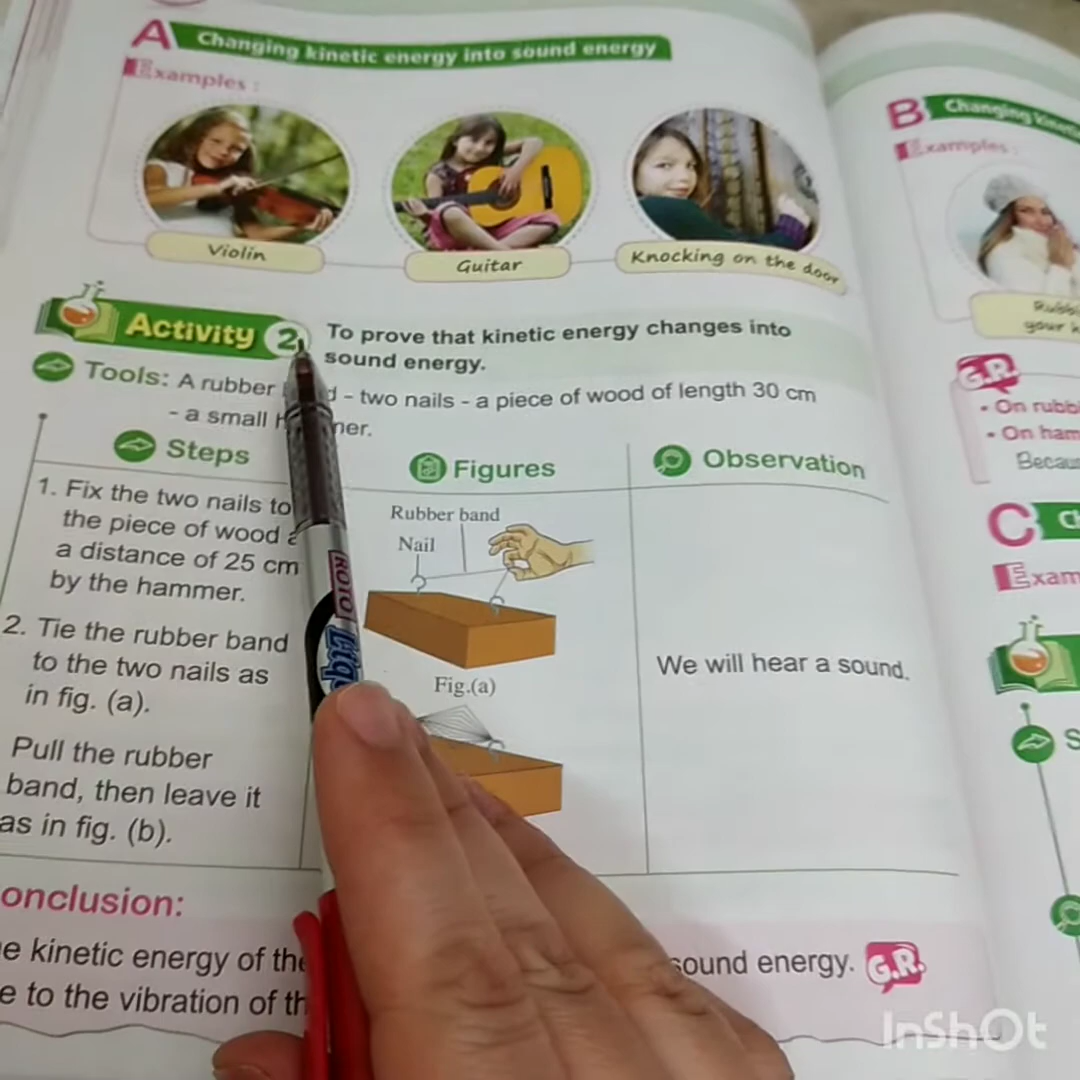 A Changing kinetic energy into sound energy
Examples :
Violin
Guitar
Knocking on the door
Activity 2 To prove that kinetic energy changes into
sound energy.
Tools: A rubber - two nails - a piece of wood of length 30 cm
- a small
Steps
Figures
Observation
1. Fix the two nails to
the piece of wood
a distance of 25 cm
by the hammer.
2. Tie the rubber band
to the two nails as
in fig. (a).
Pull the rubber
band, then leave it
as in fig. (b).
Rubber band
Nail
Fig.(a)
We will hear a sound.
onclusion:
kinetic energy of the
sound energy. G.R.
to the vibration of
B Changing
Examples :
your
G.R.
• On
• On
C
ROTO
InShOt